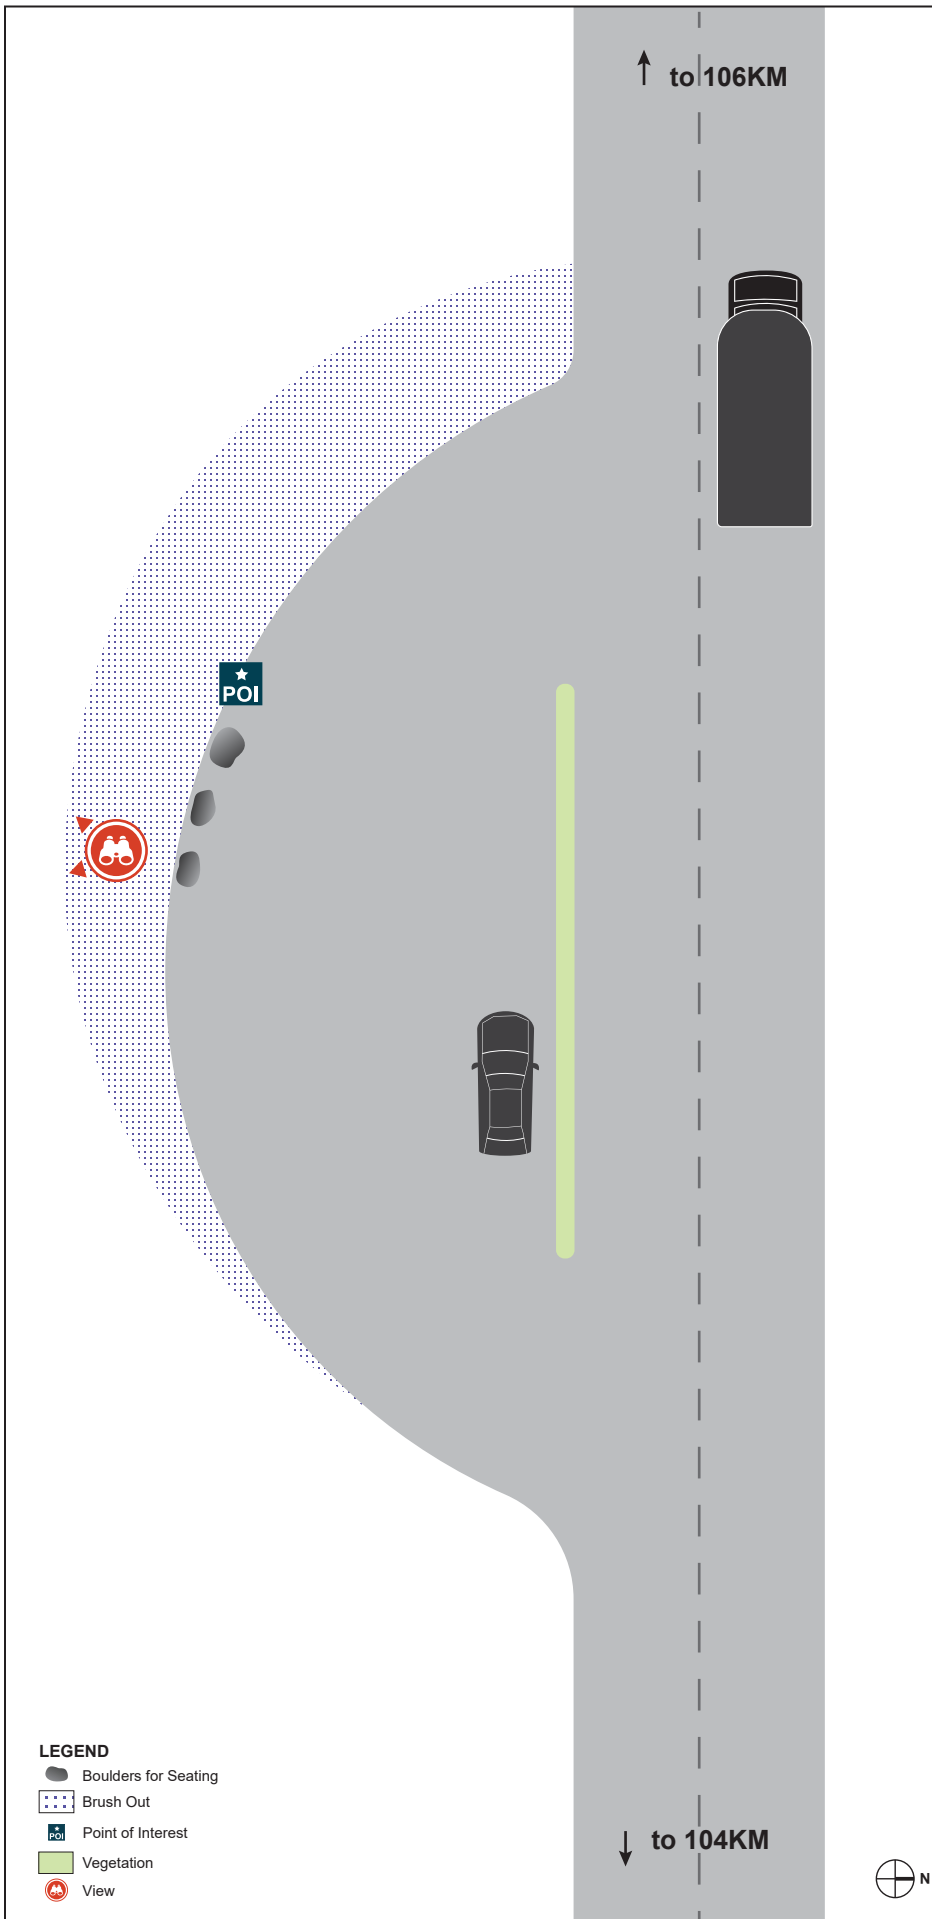 to 106KM
POI
LEGEND
Boulders for Seating
Brush Out
POI
Point of Interest
Vegetation
View
to 104KM
N